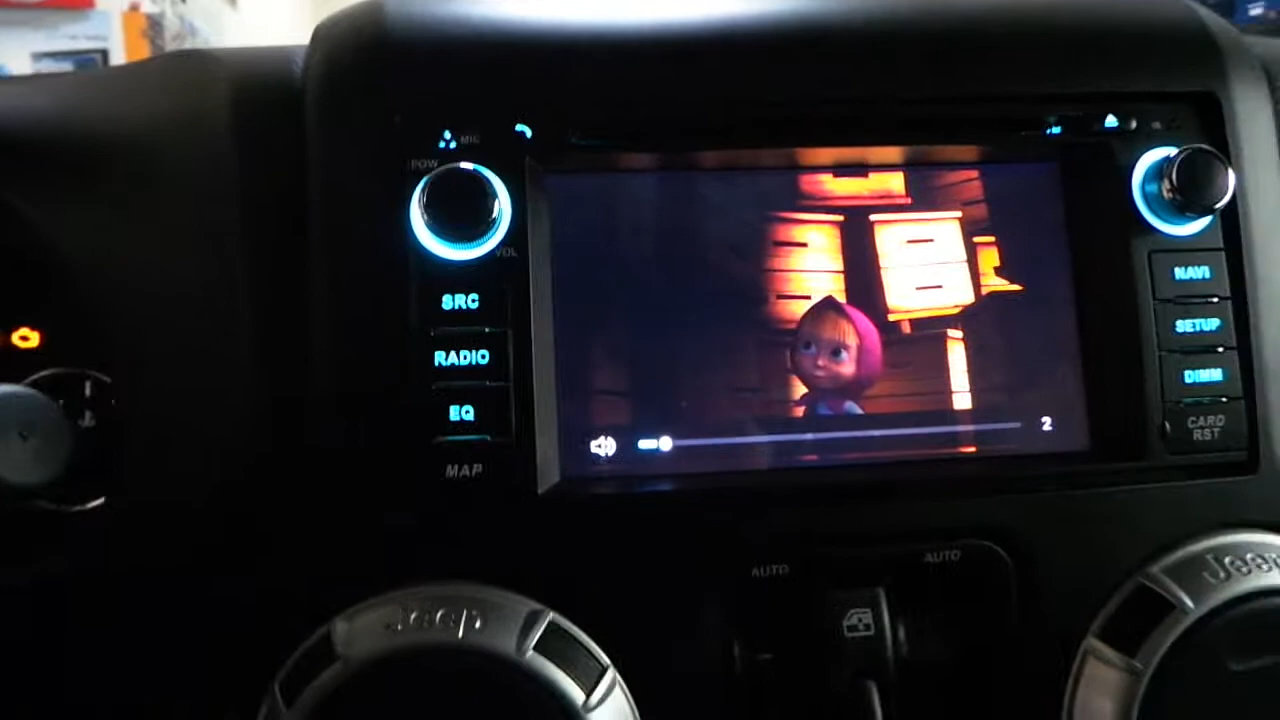 MIC
POW
VOL
SRC
RADIO
EQ
MAP
2
NAVI
SETUP
DIMM
CARD
RST
AUTO
AUTO
Jeep
Jeep